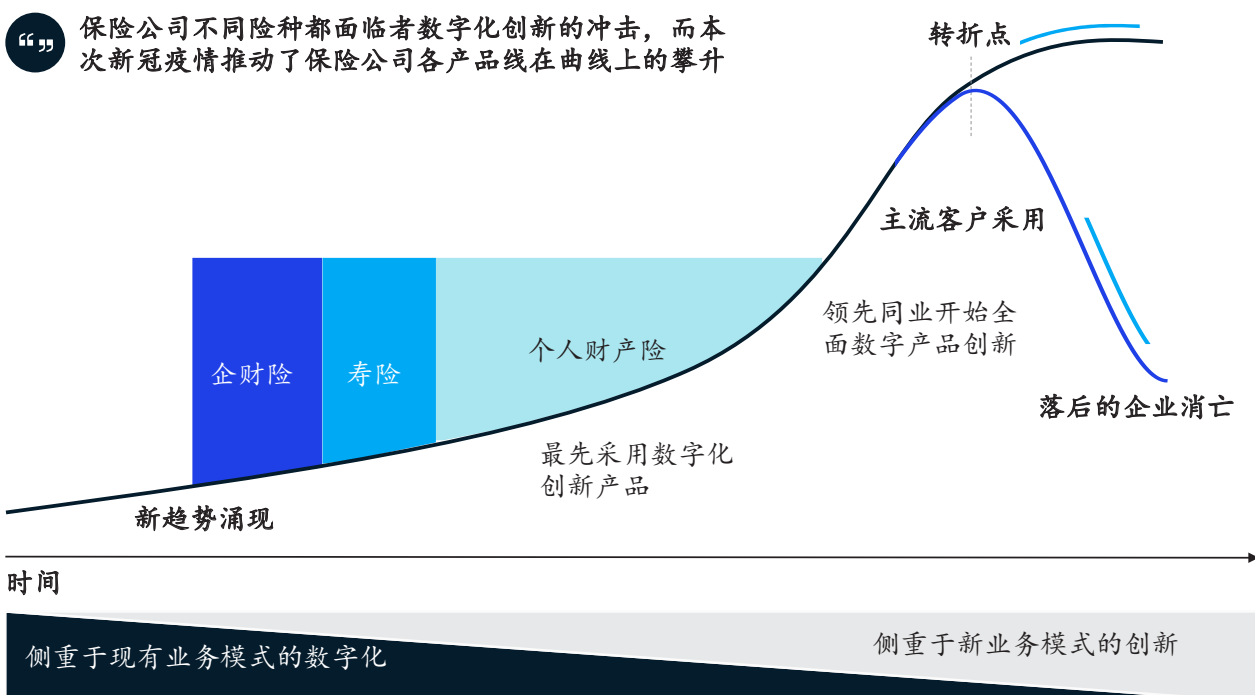 “ ”
保险公司不同险种都面临者数字化创新的冲击，而本
次新冠疫情推动了保险公司各产品线在曲线上的攀升
转折点
主流客户采用
领先同业开始全
面数字产品创新
企财险
寿险
个人财产险
落后的企业消亡
最先采用数字化
创新产品
新趋势涌现
时间
侧重于现有业务模式的数字化
侧重于新业务模式的创新